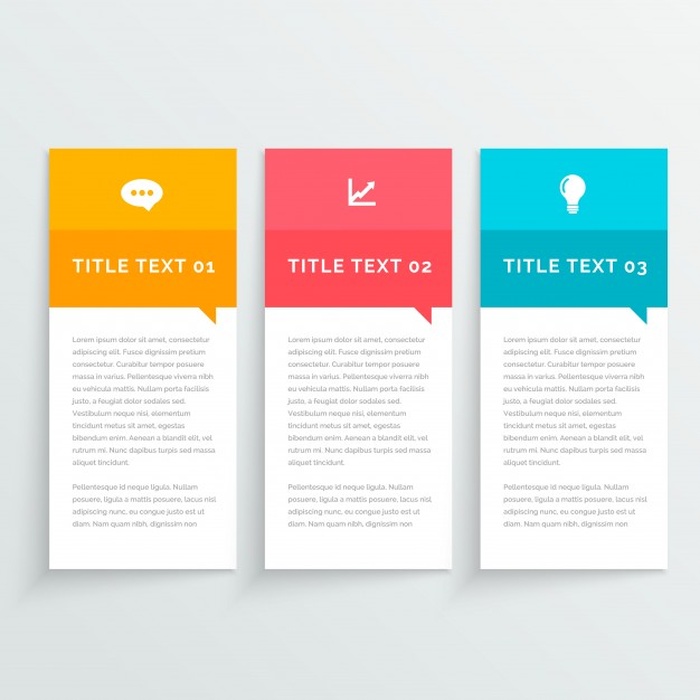 TITLE TEXT 01
Lorem ipsum dolor sit amet, consectetur
adipiscing elit. Fusce dignissim pretium
consectetur. Curabitur tempor posuere
massa in varius. Phasellus tincidunt nibh
eu vehicula mattis. Nullam porta facilisis
justo, a feugiat dolor sodales sed.
Vestibulum neque nisi, elementum
tincidunt metus sit amet, egestas
bibendum enim. Aenean a blandit elit, vel
rutrum mi. Nunc dapibus turpis sed massa
aliquet tincidunt.
Pellentesque id neque ligula. Nullam
posuere, ligula a mattis posuere, lacus nisl
adipiscing nunc, eu congue justo est ut
diam. Nam quam nibh, dignissim non
TITLE TEXT 02
Lorem ipsum dolor sit amet, consectetur
adipiscing elit. Fusce dignissim pretium
consectetur. Curabitur tempor posuere
massa in varius. Phasellus tincidunt nibh
eu vehicula mattis. Nullam porta facilisis
justo, a feugiat dolor sodales sed.
Vestibulum neque nisi, elementum
tincidunt metus sit amet, egestas
bibendum enim. Aenean a blandit elit, vel
rutrum mi. Nunc dapibus turpis sed massa
aliquet tincidunt.
Pellentesque id neque ligula. Nullam
posuere, ligula a mattis posuere, lacus nisl
adipiscing nunc, eu congue justo est ut
diam. Nam quam nibh, dignissim non
TITLE TEXT 03
Lorem ipsum dolor sit amet, consectetur
adipiscing elit. Fusce dignissim pretium
consectetur. Curabitur tempor posuere
massa in varius. Phasellus tincidunt nibh
eu vehicula mattis. Nullam porta facilisis
justo, a feugiat dolor sodales sed.
Vestibulum neque nisi, elementum
tincidunt metus sit amet, egestas
bibendum enim. Aenean a blandit elit, vel
rutrum mi. Nunc dapibus turpis sed massa
aliquet tincidunt.
Pellentesque id neque ligula. Nullam
posuere, ligula a mattis posuere, lacus nisl
adipiscing nunc, eu congue justo est ut
diam. Nam quam nibh, dignissim non